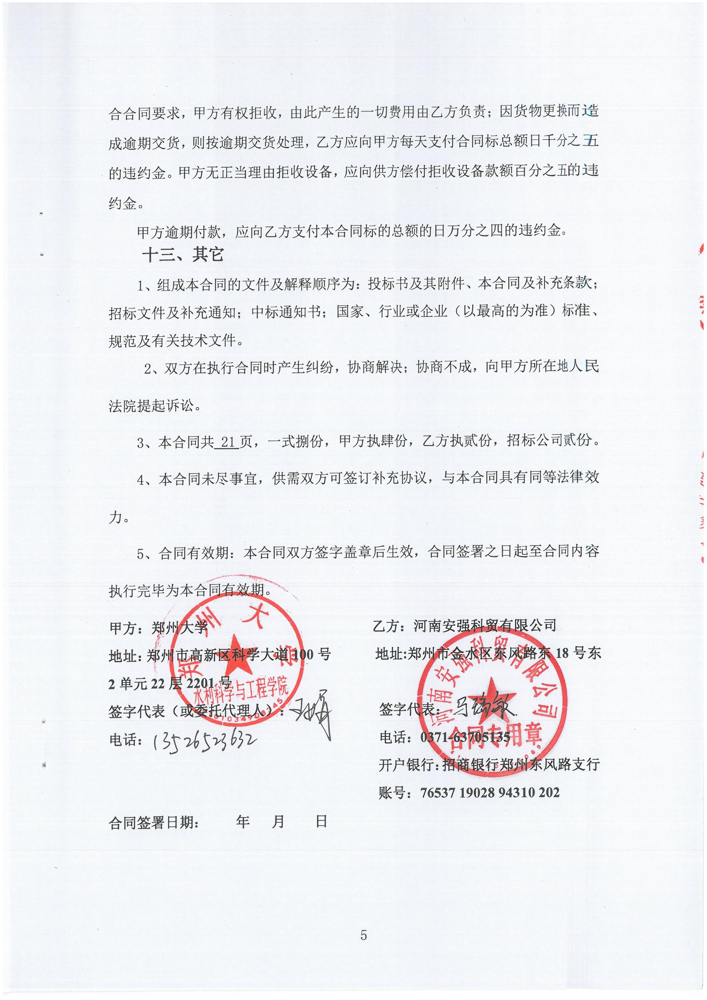 合合同要求，甲方有权拒收，由此产生的一切费用由乙方负责；因货物更换而造
成逾期交货，则按逾期交货处理，乙方应向甲方每天支付合同标总额日千分之五
的违约金。甲方无正当理由拒收设备，应向供方偿付拒收设备款额百分之五的违
约金。
甲方逾期付款，应向乙方支付本合同标的总额的日万分之四的违约金。
十三、其它
1、组成本合同的文件及解释顺序为：投标书及其附件、本合同及补充条款；
招标文件及补充通知；中标通知书；国家、行业或企业（以最高的为准）标准、
规范及有关技术文件。
2、双方在执行合同时产生纠纷，协商解决；协商不成，向甲方所在地人民
法院提起诉讼。
3、本合同共 21 页，一式捌份，甲方执肆份，乙方执贰份，招标公司贰份。
4、本合同未尽事宜，供需双方可签订补充协议，与本合同具有同等法律效
力。
5、合同有效期：本合同双方签字盖章后生效，合同签署之日起至合同内容
执行完毕为本合同有效期。
甲方：郑州大学
地址：郑州市高新区科学大道 100 号
签字代表（或委托代理人）：
电话：13526523632
郑州大学
水利科学与工程学院
乙方：河南安强科贸有限公司
地址:郑州市金水区东风路东 18 号东
2 单元 22 层 2201 号
签字代表：马瑞敏
电话：0371-63705135
开户银行：招商银行郑州东风路支行
账号：76537 19028 94310 202
河南安强科贸有限公司
合同专用章
合同签署日期： 年 月 日
5